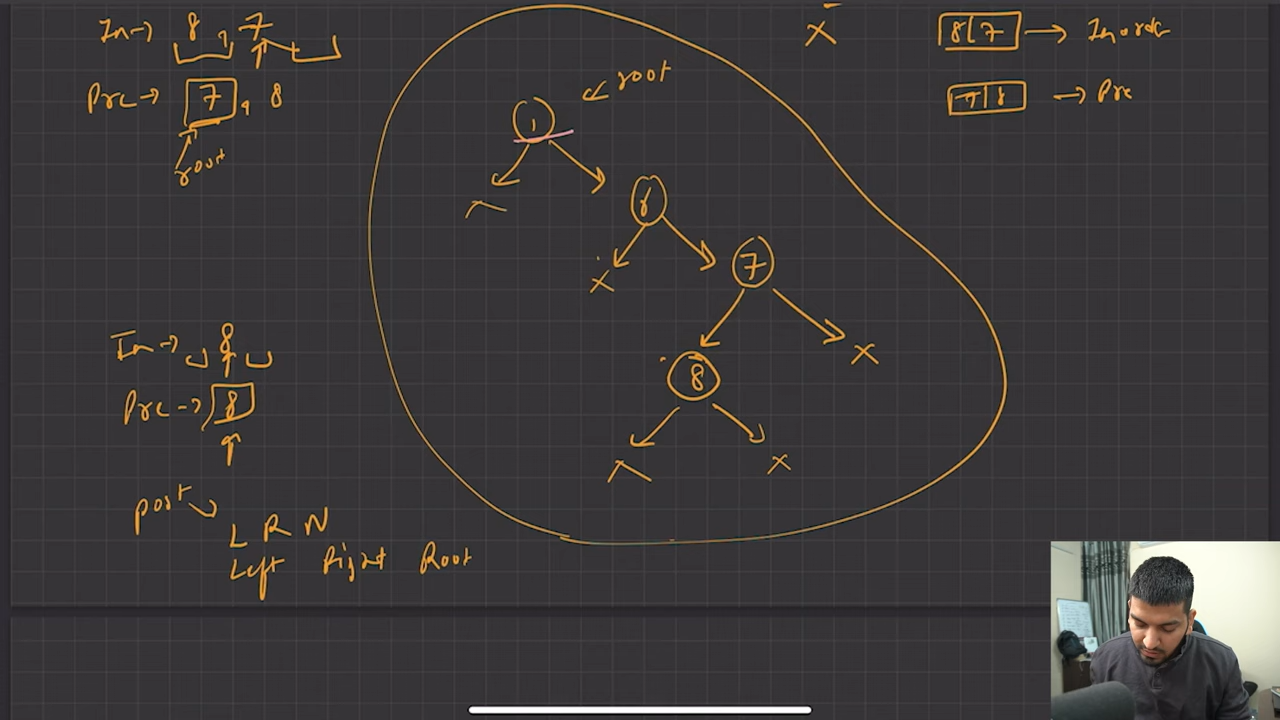 In → 8 , 7
Pre → 7 , 8
root
x
8 | 7 → Inorder
7 | 8 → Pre
← root
1
x
7
x
8
x
In → 8
Pre → 8
post
L R N
Left Right Root